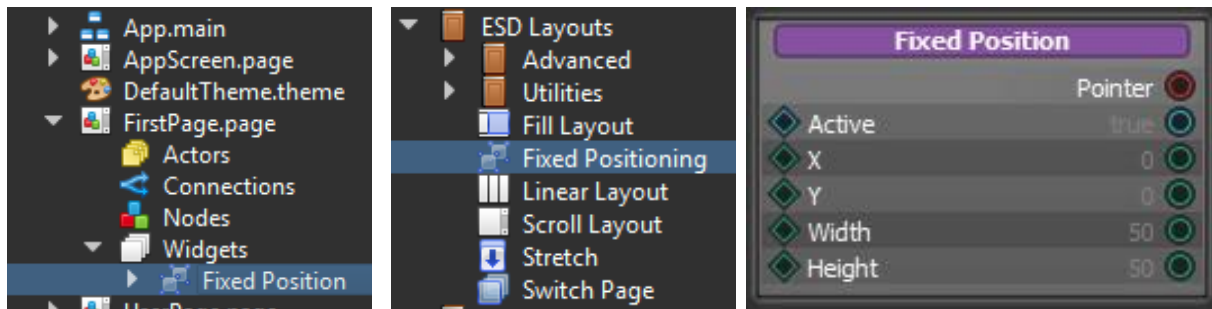 App.main
AppScreen.page
DefaultTheme.theme
FirstPage.page
Actors
Connections
Nodes
Widgets
Fixed Position
ESD Layouts
Advanced
Utilities
Fill Layout
Fixed Positioning
Linear Layout
Scroll Layout
Stretch
Switch Page
Fixed Position
Pointer
Active true
X 0
Y 0
Width 50
Height 50